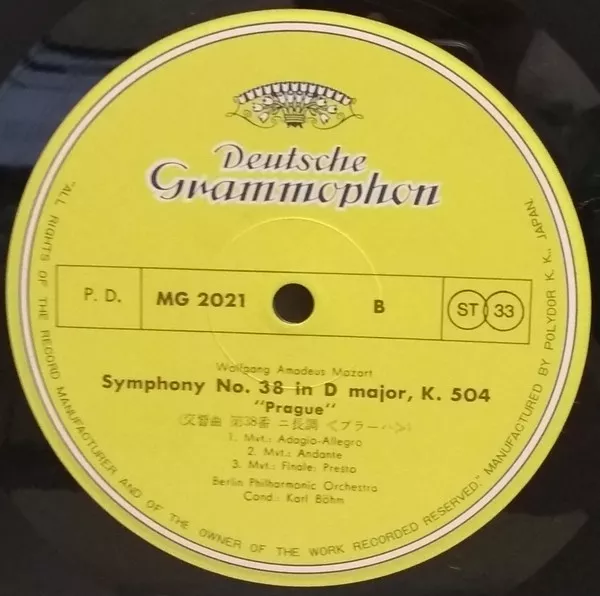 Deutsche
Grammophon
P. D.
MG 2021
B
ST 33
Wolfgang Amadeus Mozart
Symphony No. 38 in D major, K. 504
"Prague"
(交響曲 第38番 ニ長調 <プラーハ>)
1. Mvt.: Adagio-Allegro
2. Mvt.: Andante
3. Mvt.: Finale: Presto
Berlin Philharmonic Orchestra
Cond.: Karl Böhm
"ALL RIGHTS OF THE RECORD MANUFACTURER AND OF THE OWNER OF THE WORK RECORDED RESERVED." MANUFACTURED BY POLYDOR K. K., JAPAN.